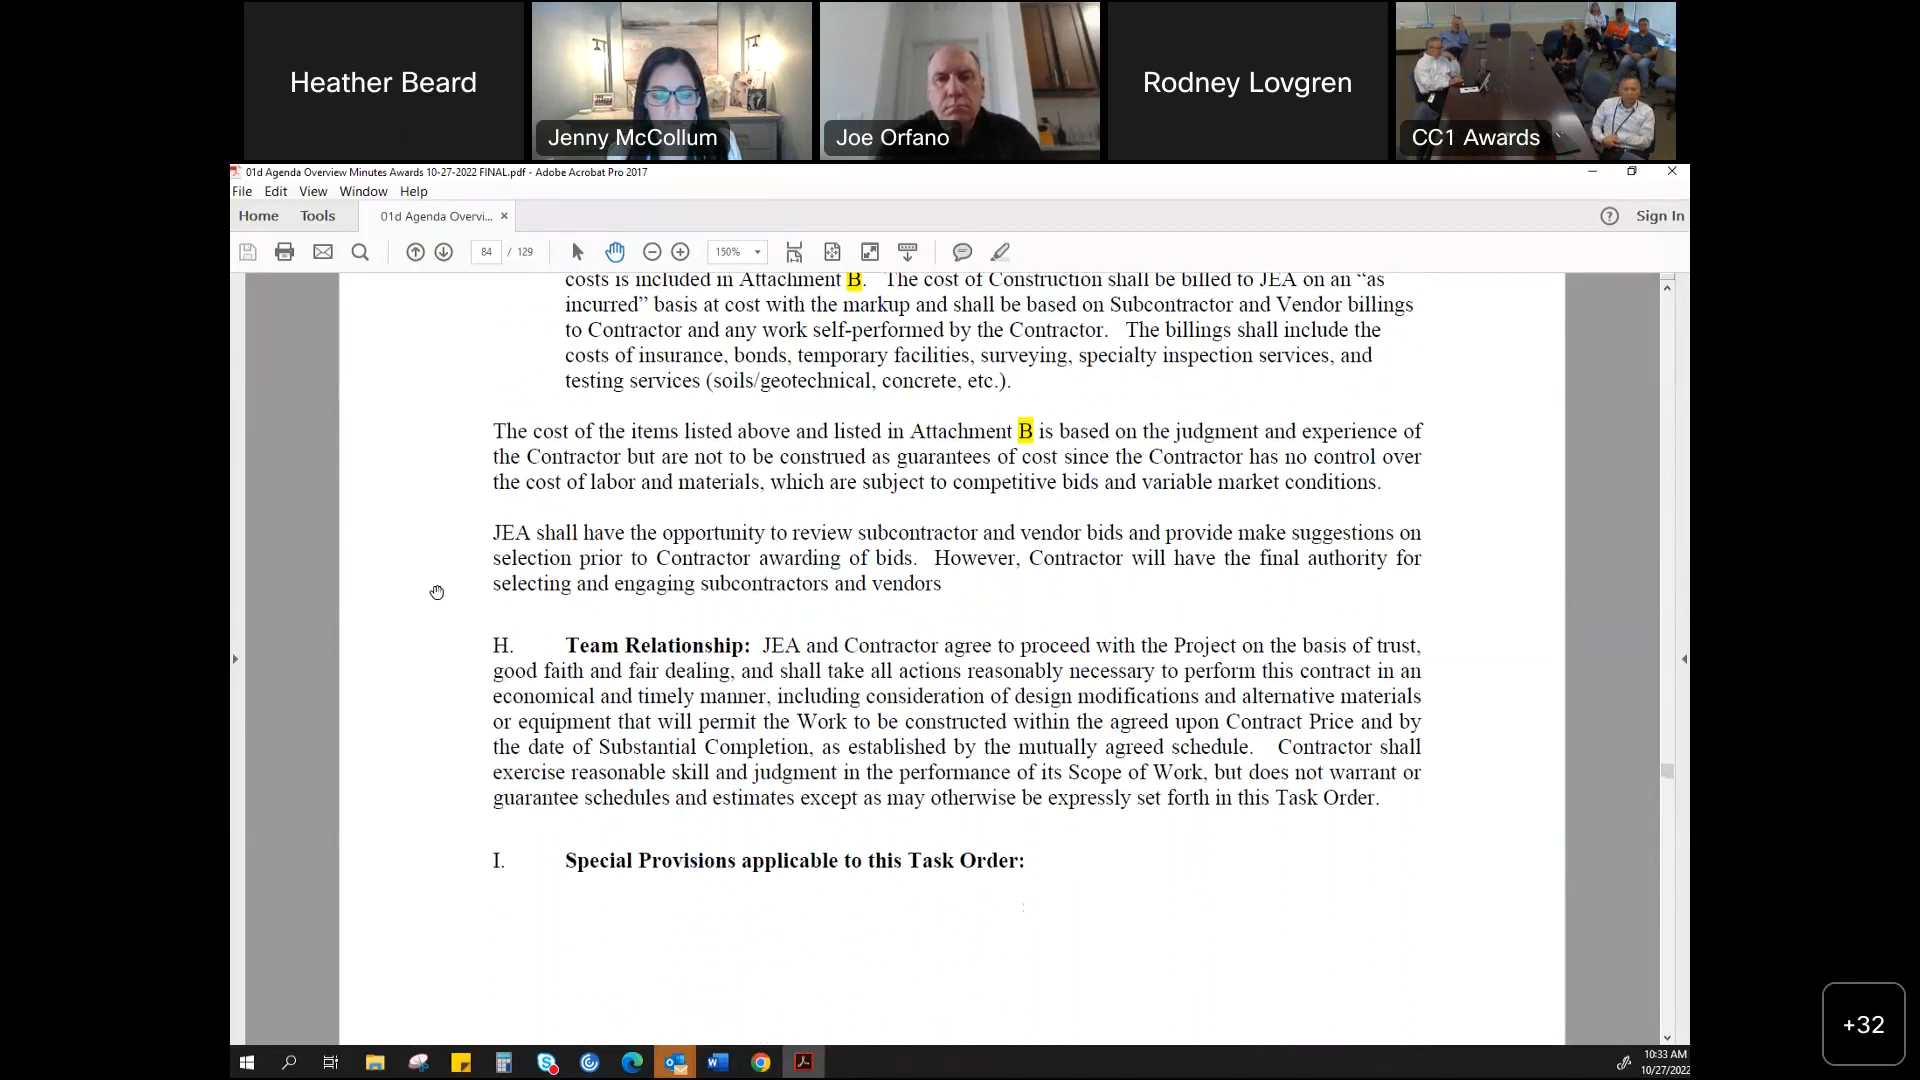 Heather Beard
Jenny McCollum
Joe Orfano
Rodney Lovgren
CC1 Awards
01d Agenda Overview Minutes Awards 10-27-2022 FINAL.pdf - Adobe Acrobat Pro 2017
File Edit View Window Help
Home Tools 01d Agenda Overvi... × ? Sign In
84 / 129 150%
costs is included in Attachment B. The cost of Construction shall be billed to JEA on an “as
incurred” basis at cost with the markup and shall be based on Subcontractor and Vendor billings
to Contractor and any work self-performed by the Contractor. The billings shall include the
costs of insurance, bonds, temporary facilities, surveying, specialty inspection services, and
testing services (soils/geotechnical, concrete, etc.).
The cost of the items listed above and listed in Attachment B is based on the judgment and experience of
the Contractor but are not to be construed as guarantees of cost since the Contractor has no control over
the cost of labor and materials, which are subject to competitive bids and variable market conditions.
JEA shall have the opportunity to review subcontractor and vendor bids and provide make suggestions on
selection prior to Contractor awarding of bids. However, Contractor will have the final authority for
selecting and engaging subcontractors and vendors
H. Team Relationship: JEA and Contractor agree to proceed with the Project on the basis of trust,
good faith and fair dealing, and shall take all actions reasonably necessary to perform this contract in an
economical and timely manner, including consideration of design modifications and alternative materials
or equipment that will permit the Work to be constructed within the agreed upon Contract Price and by
the date of Substantial Completion, as established by the mutually agreed schedule. Contractor shall
exercise reasonable skill and judgment in the performance of its Scope of Work, but does not warrant or
guarantee schedules and estimates except as may otherwise be expressly set forth in this Task Order.
I. Special Provisions applicable to this Task Order:
+32
10:33 AM
10/27/2022